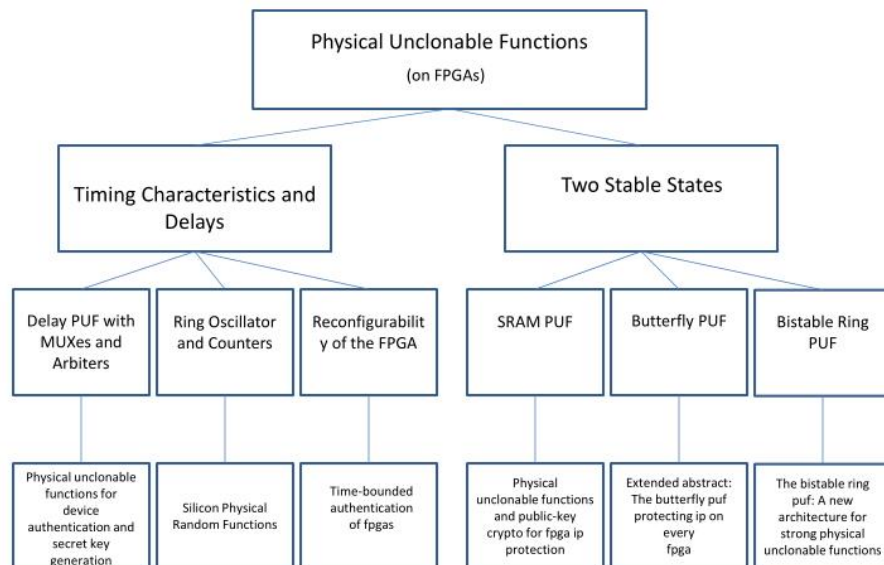 Physical Unclonable Functions
(on FPGAs)
Timing Characteristics and
Delays
Two Stable States
Delay PUF with
MUXes and
Arbiters
Ring Oscillator
and Counters
Reconfigurabilit
y of the FPGA
SRAM PUF
Butterfly PUF
Bistable Ring
PUF
Physical unclonable
functions for
device
authentication and
secret key
generation
Silicon Physical
Random Functions
Time-bounded
authentication
of fpgas
Physical
unclonable functions
and public-key
crypto for fpga ip
protection
Extended abstract:
The butterfly puf
protecting ip on
every
fpga
The bistable ring
puf: A new
architecture for
strong physical
unclonable functions